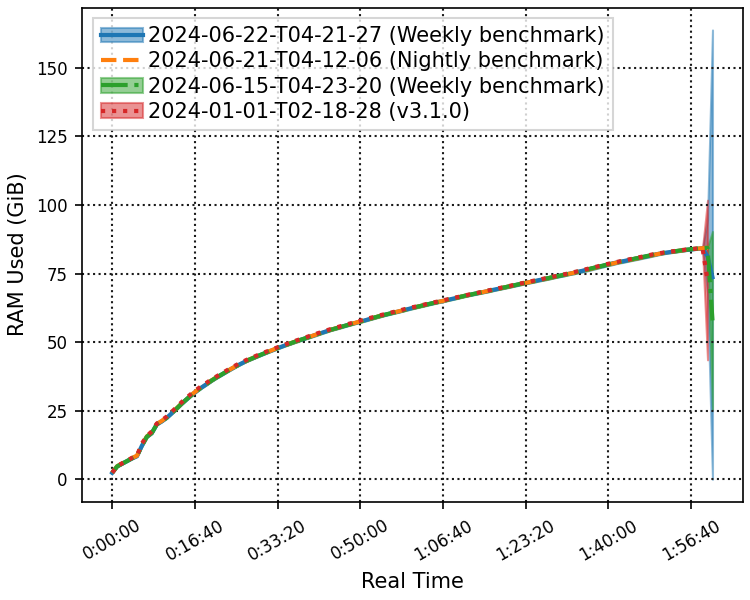 2024-06-22-T04-21-27 (Weekly benchmark)
2024-06-21-T04-12-06 (Nightly benchmark)
2024-06-15-T04-23-20 (Weekly benchmark)
2024-01-01-T02-18-28 (v3.1.0)
150
125
100
75
50
25
0
RAM Used (GiB)
0:00:00
0:16:40
0:33:20
0:50:00
1:06:40
1:23:20
1:40:00
1:56:40
Real Time